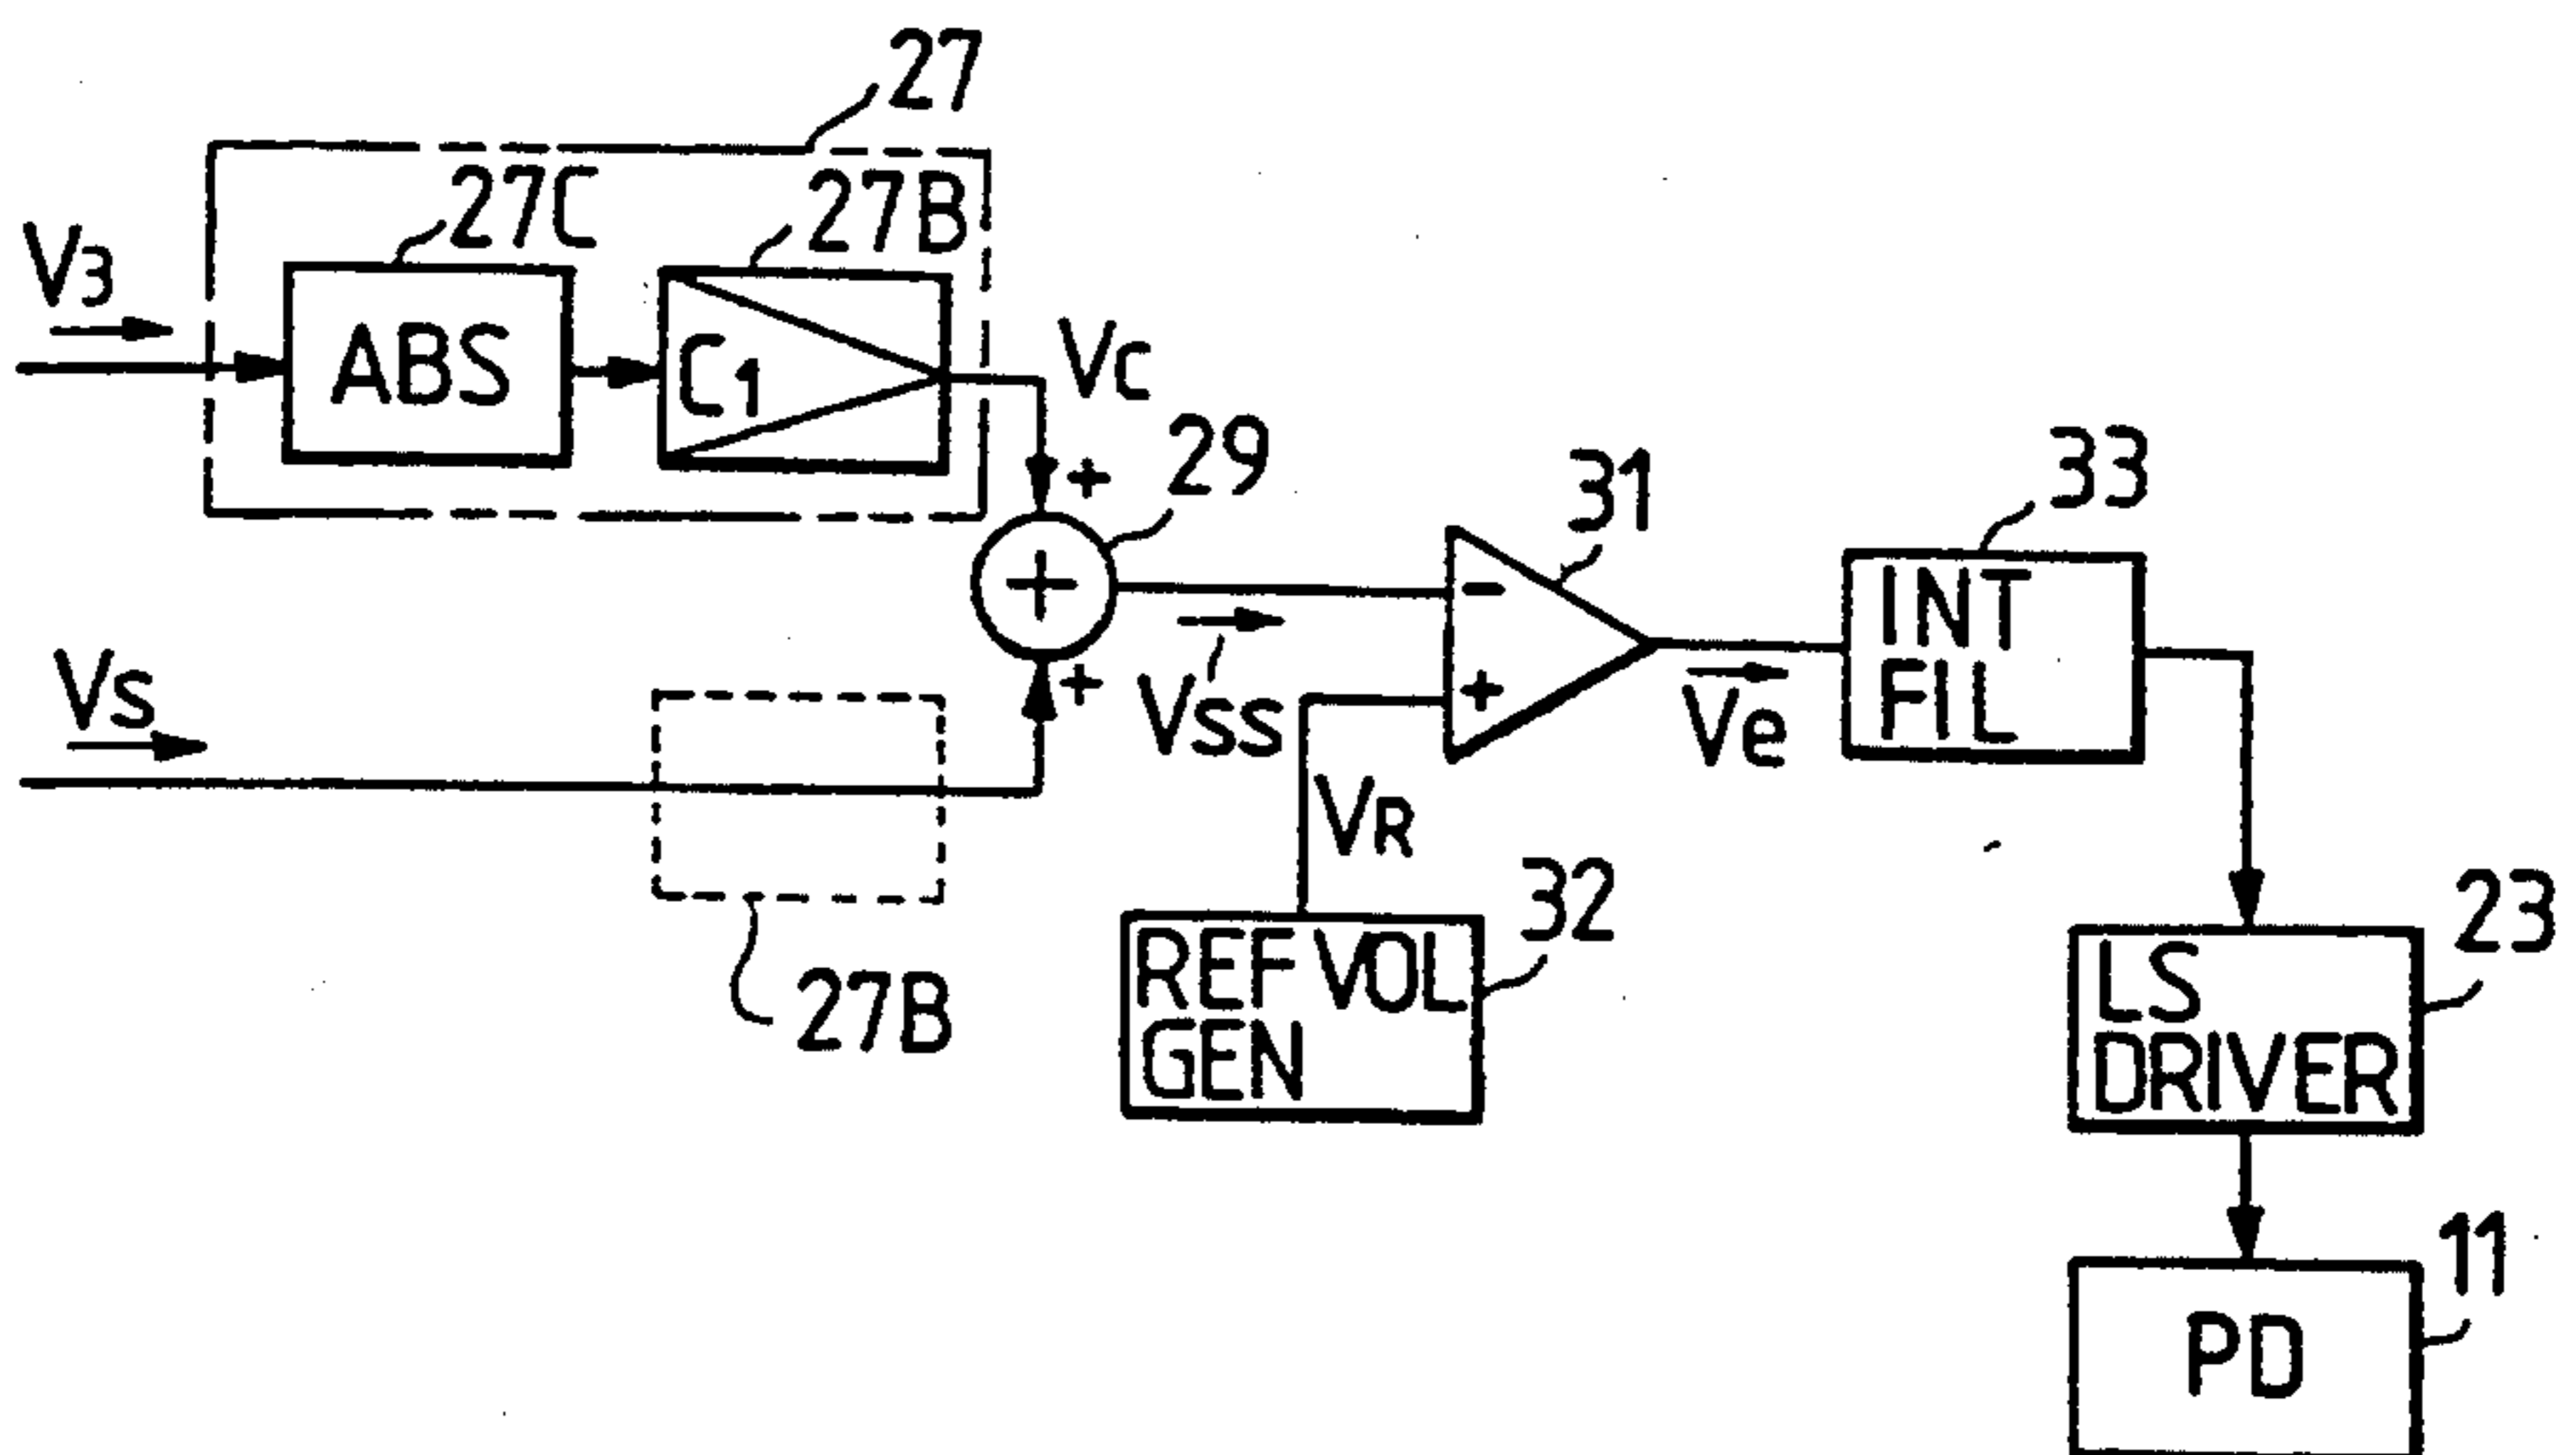 27
27C
27B
V3
ABS
C1
VC
+
29
+
31
33
-
INT
FIL
VS
+
VSS
+
Ve
VR
27B
32
REF VOL
GEN
23
LS
DRIVER
11
PD